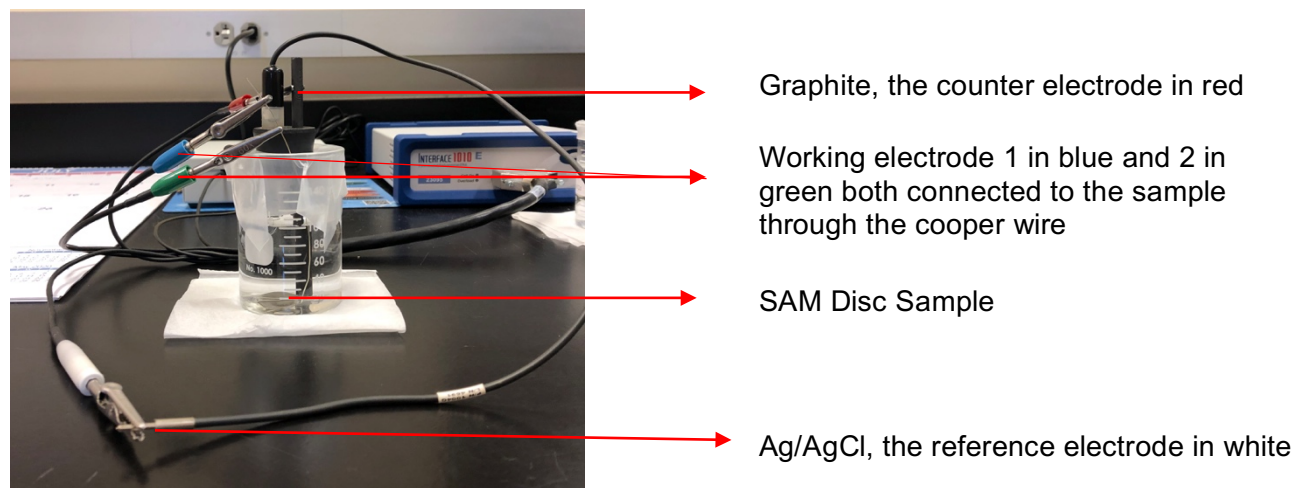 Graphite, the counter electrode in red
Working electrode 1 in blue and 2 in
green both connected to the sample
through the cooper wire
SAM Disc Sample
Ag/AgCl, the reference electrode in white
INTERFACE 1010 E
100
80
60
No. 1000